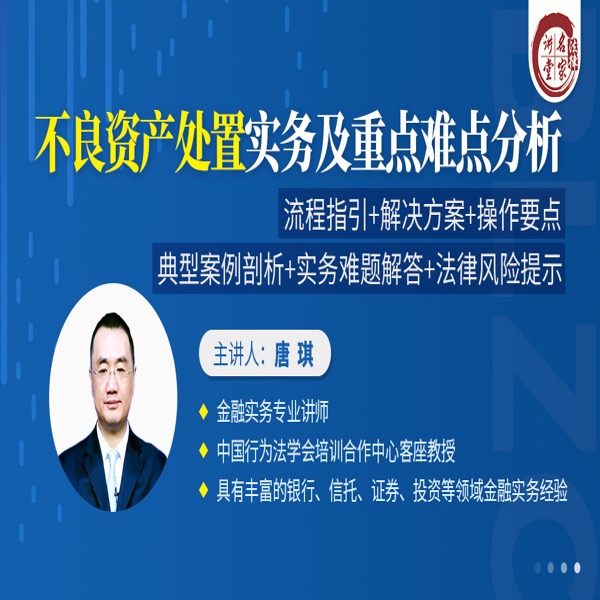 名家
讲堂
不良资产处置实务及重点难点分析
流程指引+解决方案+操作要点
典型案例剖析+实务难题解答+法律风险提示
主讲人：唐 琪
金融实务专业讲师
中国行为法学会培训合作中心客座教授
具有丰富的银行、信托、证券、投资等领域金融实务经验